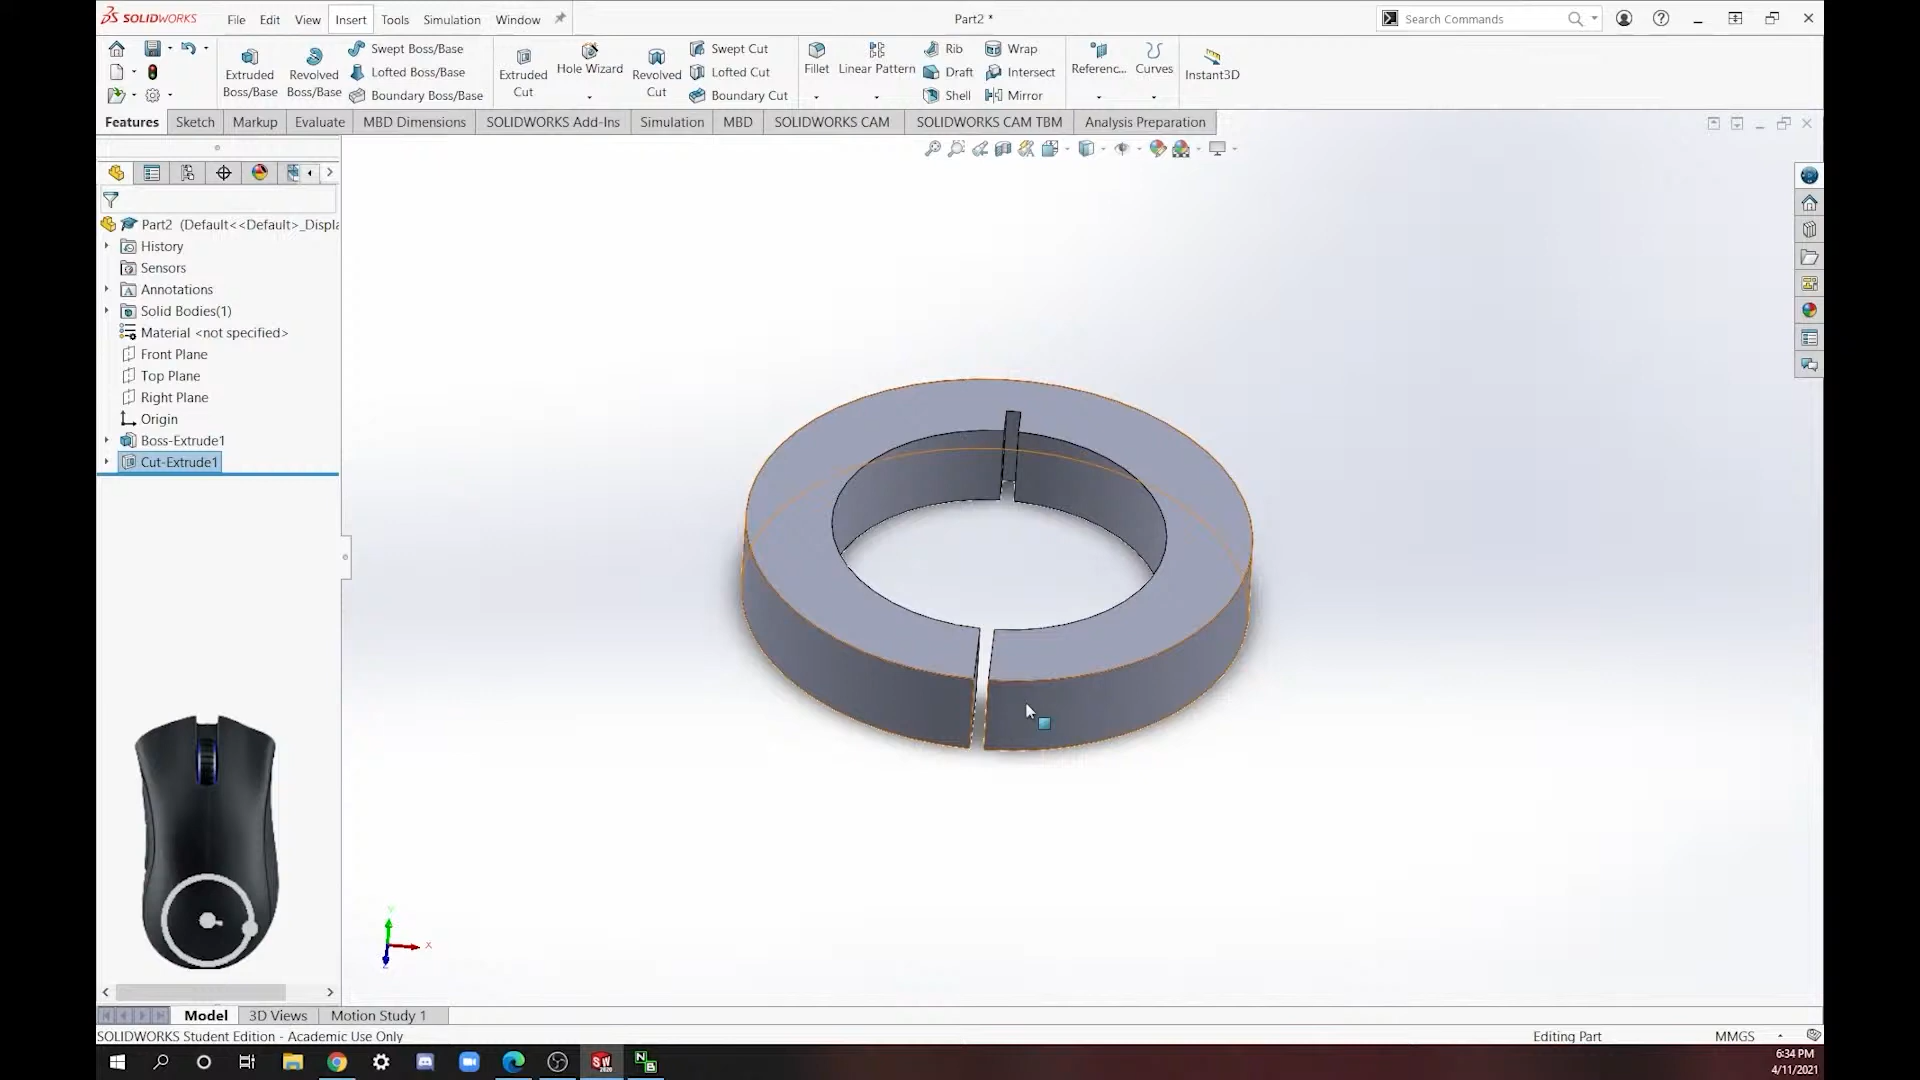 SOLIDWORKS File Edit View Insert Tools Simulation Window Part2 * Search Commands
Extruded Boss/Base Revolved Boss/Base Swept Boss/Base Lofted Boss/Base Boundary Boss/Base Extruded Cut Hole Wizard Revolved Cut Swept Cut Lofted Cut Boundary Cut Fillet Linear Pattern Rib Draft Shell Wrap Intersect Mirror Referenc... Curves Instant3D
Features Sketch Markup Evaluate MBD Dimensions SOLIDWORKS Add-Ins Simulation MBD SOLIDWORKS CAM SOLIDWORKS CAM TBM Analysis Preparation
Part2 (Default<<Default>_Displa
History
Sensors
Annotations
Solid Bodies(1)
Material <not specified>
Front Plane
Top Plane
Right Plane
Origin
Boss-Extrude1
Cut-Extrude1
Y
X
Z
Model 3D Views Motion Study 1
SOLIDWORKS Student Edition - Academic Use Only Editing Part MMGS
SW 2020 N B 6:34 PM
4/11/2021